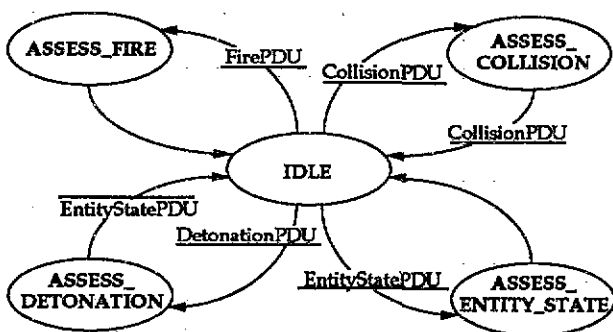 ASSESS_FIRE
FirePDU
CollisionPDU
ASSESS_
COLLISION
CollisionPDU
IDLE
EntityStatePDU
DetonationPDU
EntityStatePDU
ASSESS_
DETONATION
ASSESS_
ENTITY_STATE